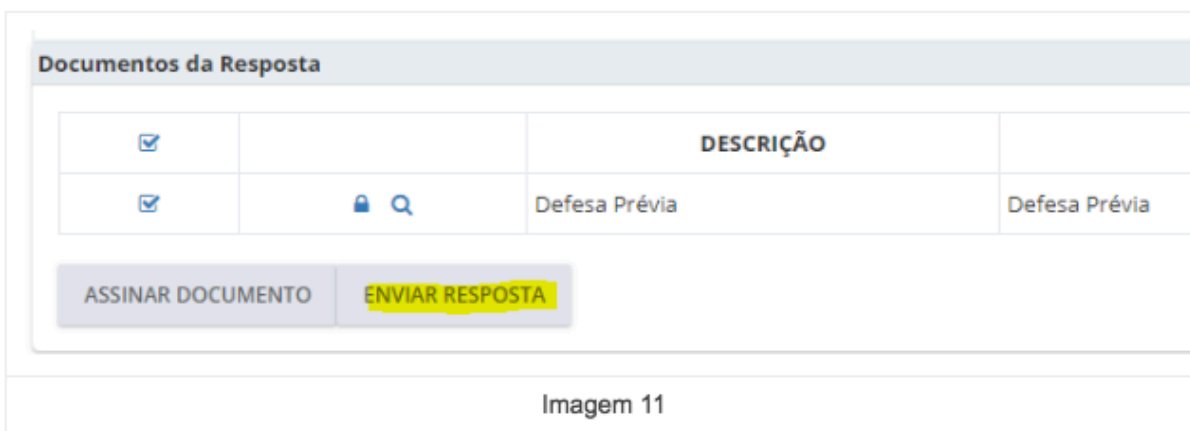 Documentos da Resposta
DESCRIÇÃO
Defesa Prévia Defesa Prévia
ASSINAR DOCUMENTO ENVIAR RESPOSTA
Imagem 11